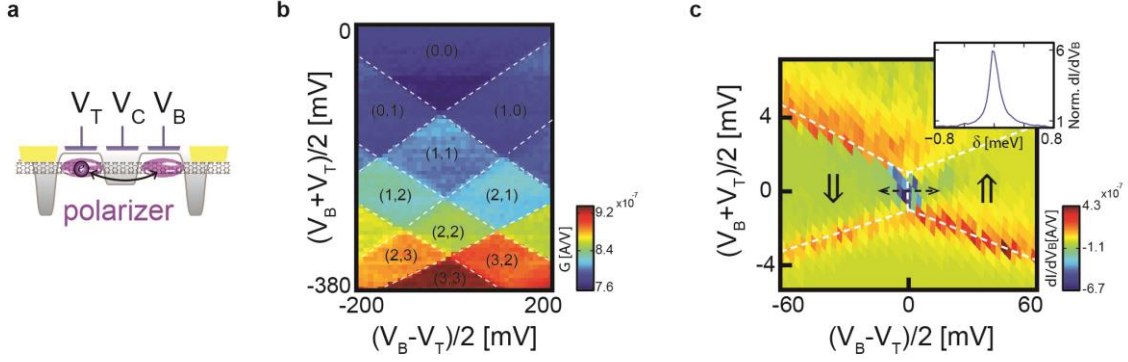 a
V_T V_C V_B
polarizer
b
(V_B+V_T)/2 [mV]
0
-380
(0,0)
(0,1) (1,0)
(1,1)
(1,2) (2,1)
(2,2)
(2,3) (3,2)
(3,3)
-200 200
(V_B-V_T)/2 [mV]
G [A/V]
×10⁻⁷
9.2
8.4
7.6
c
(V_B+V_T)/2 [mV]
4
0
-4
⇓ ⇑
-60 0 60
(V_B-V_T)/2 [mV]
6
1
Norm. dI/dV_B
-0.8 0.8
δ [meV]
dI/dV_B[A/V]
4.3
-1.1
-6.7